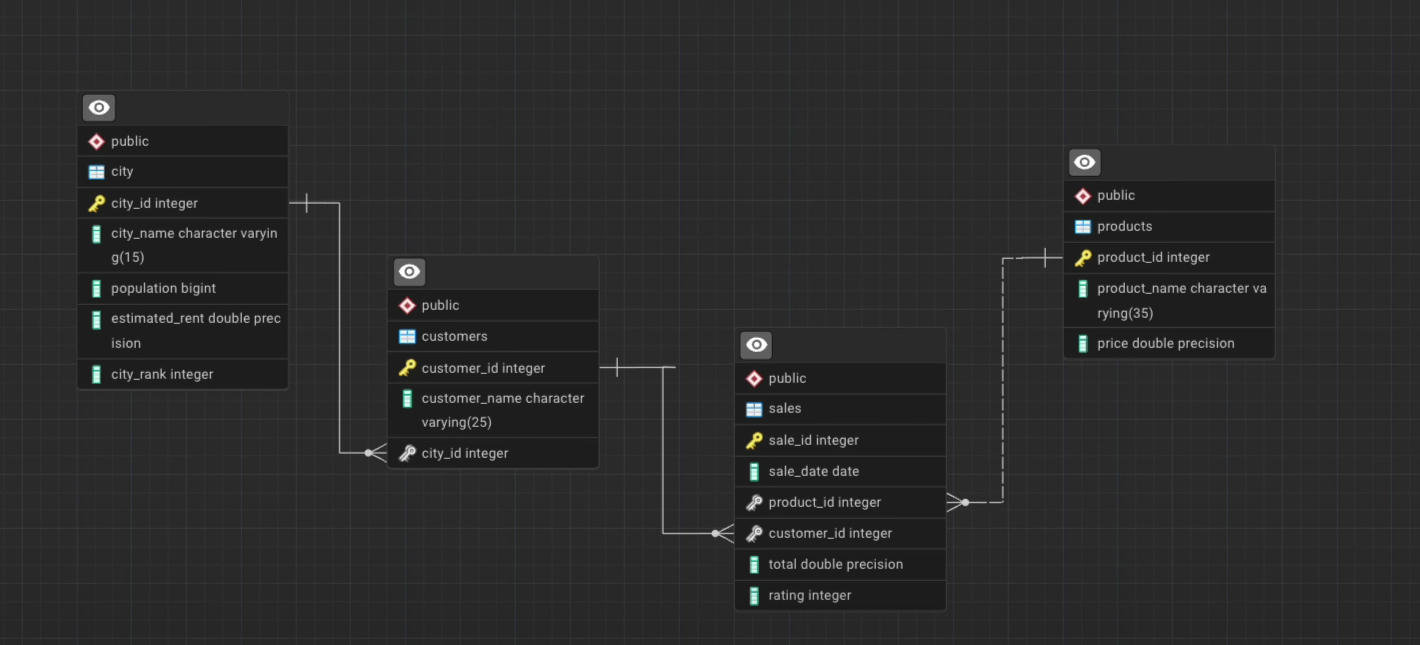 public
city
city_id integer
city_name character varyin
g(15)
population bigint
estimated_rent double prec
ision
city_rank integer
public
customers
customer_id integer
customer_name character
varying(25)
city_id integer
public
sales
sale_id integer
sale_date date
product_id integer
customer_id integer
total double precision
rating integer
public
products
product_id integer
product_name character va
rying(35)
price double precision